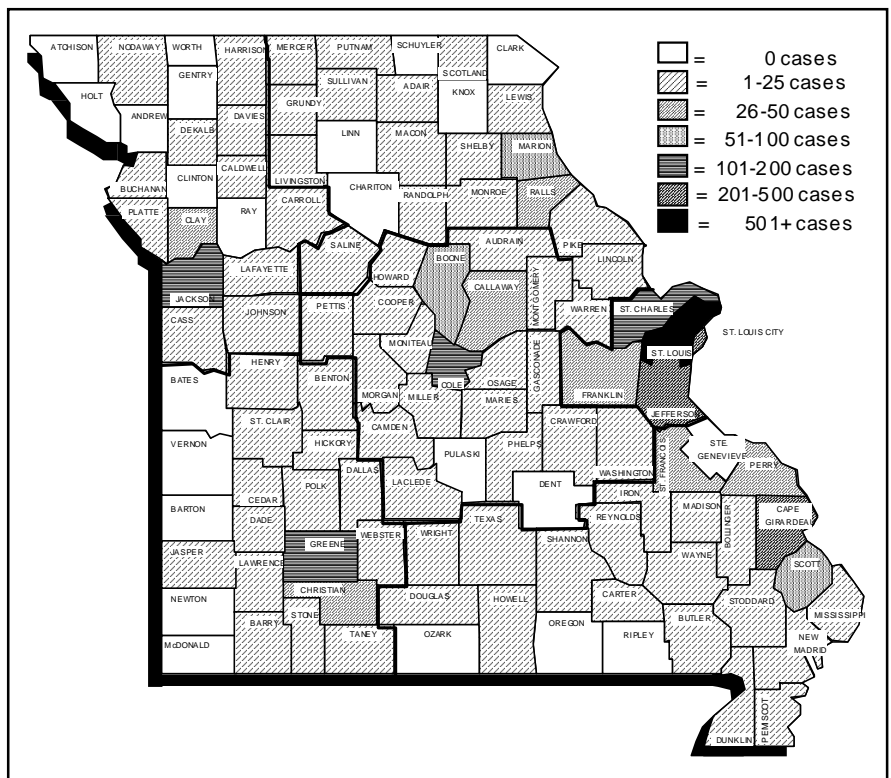 ATCHISON
NODAWAY
WORTH
HARRISON
MERCER
PUTNAM
SCHUYLER
CLARK
GENTRY
SULLIVAN
SCOTLAND
ADAIR
KNOX
HOLT
GRUNDY
LEWIS
ANDREW
DAVIES
DEKALB
LINN
MACON
SHELBY
MARION
CALDWELL
CLINTON
LIVINGSTON
CHARITON
BUCHANAN
RANDOLPH
MONROE
RALLS
CARROLL
PLATTE
CLAY
RAY
SALINE
AUDRAIN
PIKE
LAFAYETTE
BOONE
LINCOLN
HOWARD
CALLAWAY
MONTGOMERY
JACKSON
JOHNSON
PETTIS
COOPER
WARREN
ST. CHARLES
CASS
ST. LOUIS CITY
MONITEAU
ST. LOUIS
HENRY
GASCONADE
BATES
BENTON
COLE
OSAGE
MORGAN
MILLER
MARIES
FRANKLIN
JEFFERSON
ST. CLAIR
CAMDEN
CRAWFORD
VERNON
HICKORY
PULASKI
PHELPS
STE.
GENEVIEVE
ST. FRANCOIS
DALLAS
WASHINGTON
PERRY
POLK
LACLEDE
DENT
IRON
CEDAR
BARTON
MADISON
BOLLINGER
CAPE
GIRARDEAU
DADE
TEXAS
REYNOLDS
WEBSTER
WRIGHT
GREENE
SHANNON
JASPER
WAYNE
LAWRENCE
SCOTT
CHRISTIAN
DOUGLAS
HOWELL
CARTER
NEWTON
STODDARD
MISSISSIPPI
STONE
BARRY
BUTLER
TANEY
OZARK
OREGON
RIPLEY
NEW
MADRID
McDONALD
DUNKLIN
PEMISCOT
= 0 cases
= 1-25 cases
= 26-50 cases
= 51-100 cases
= 101-200 cases
= 201-500 cases
= 501+ cases